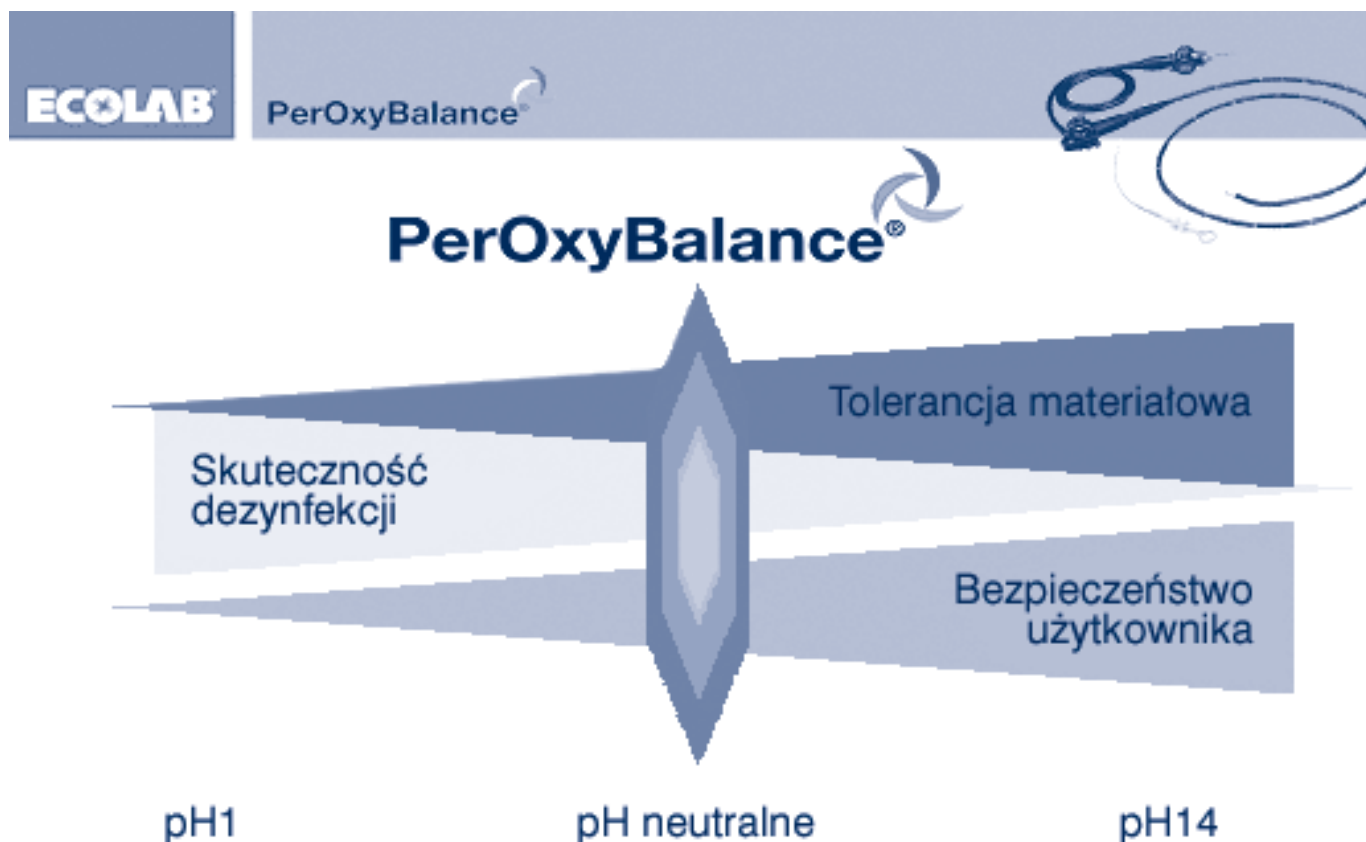 ECOLAB®
PerOxyBalance®
PerOxyBalance®
Tolerancja materiałowa
Skuteczność
dezynfekcji
Bezpieczeństwo
użytkownika
pH1
pH neutralne
pH14